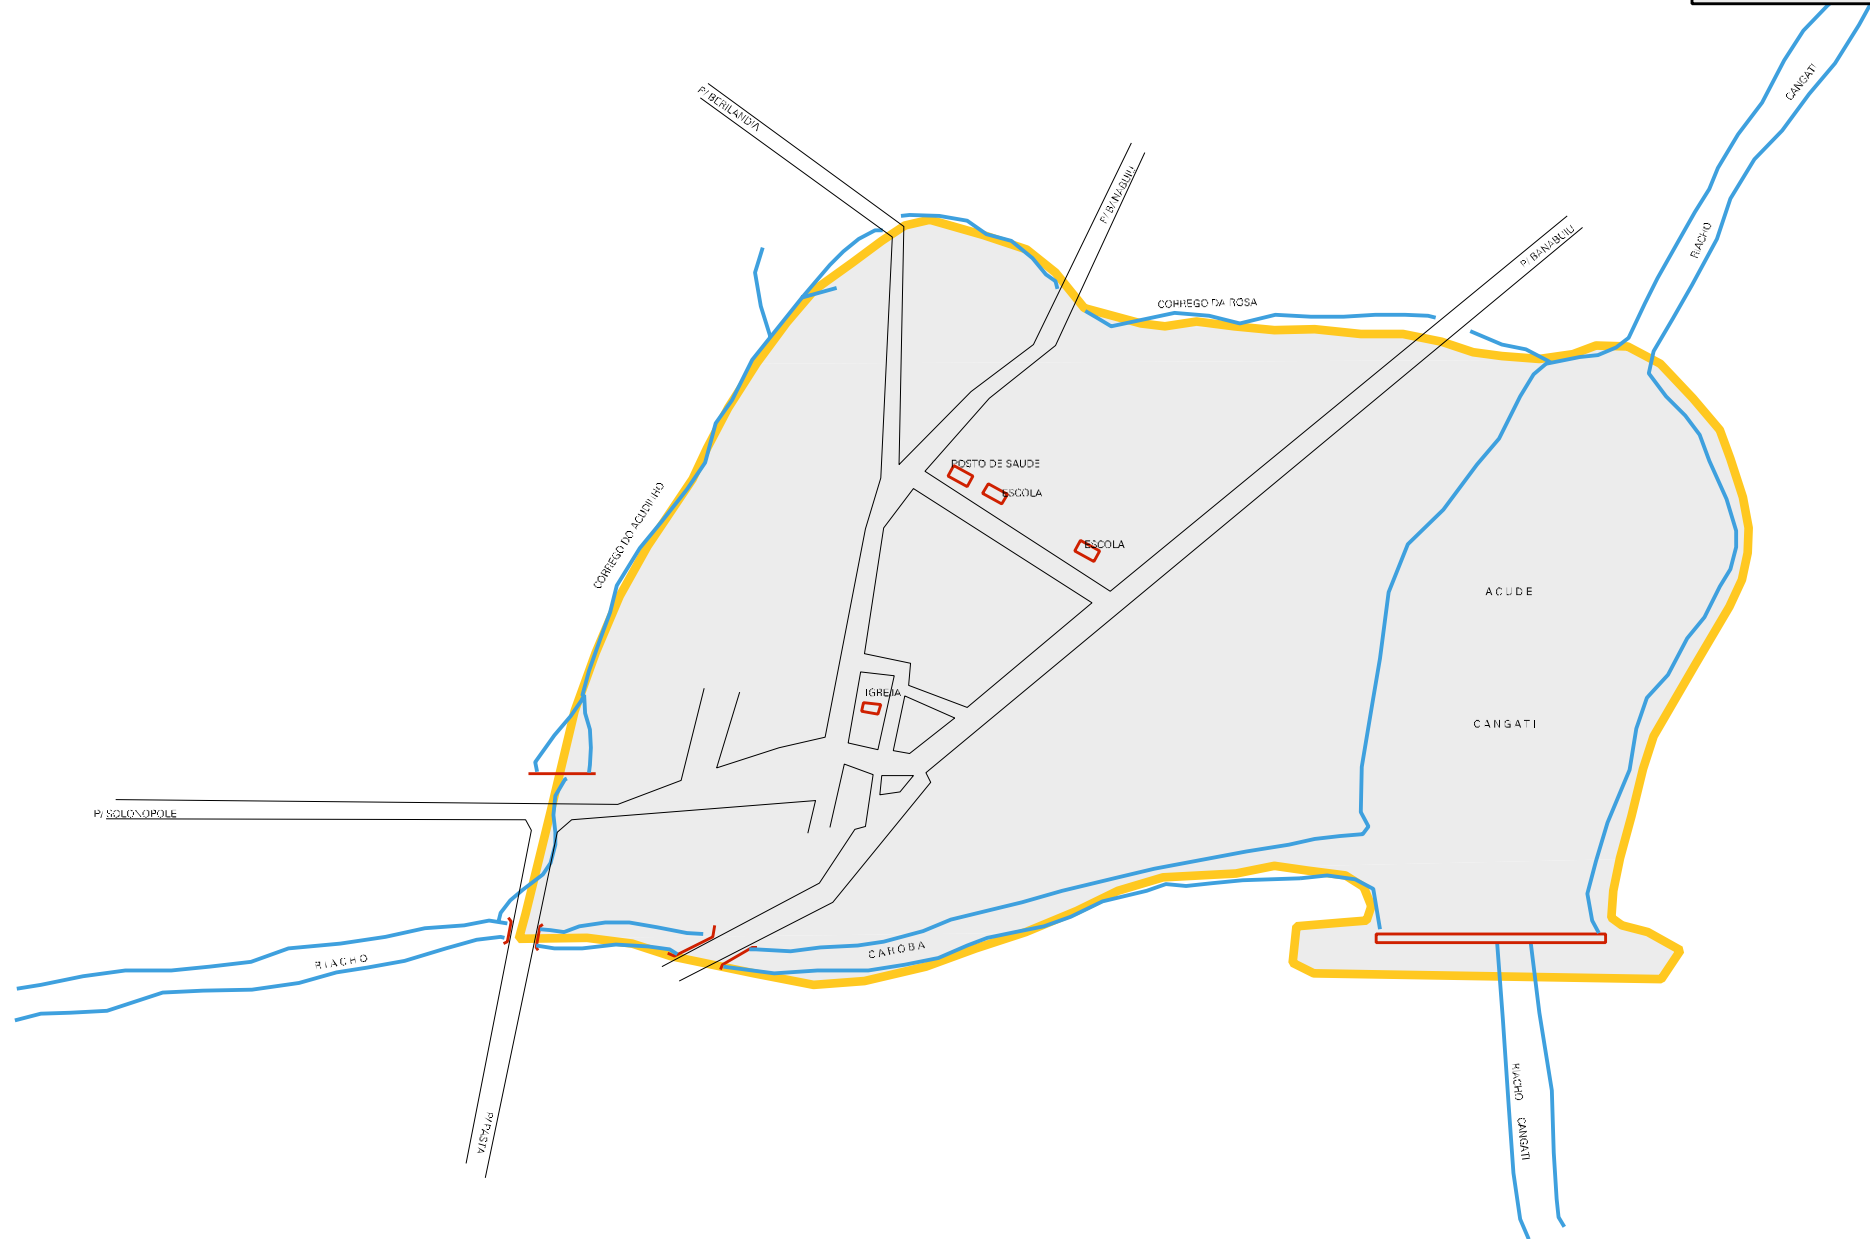 P/ BERILANDIA
P/ BANABUIU
P/ BANABUIU
CANGATI
RIACHO
CORREGO DA ROSA
POSTO DE SAUDE
ESCOLA
ESCOLA
CORREGO DO ACUDINHO
ACUDE
CANGATI
IGREJA
P/ SOLONOPOLE
RIACHO
CAROBA
P/ PASTA
RIACHO CANGATI